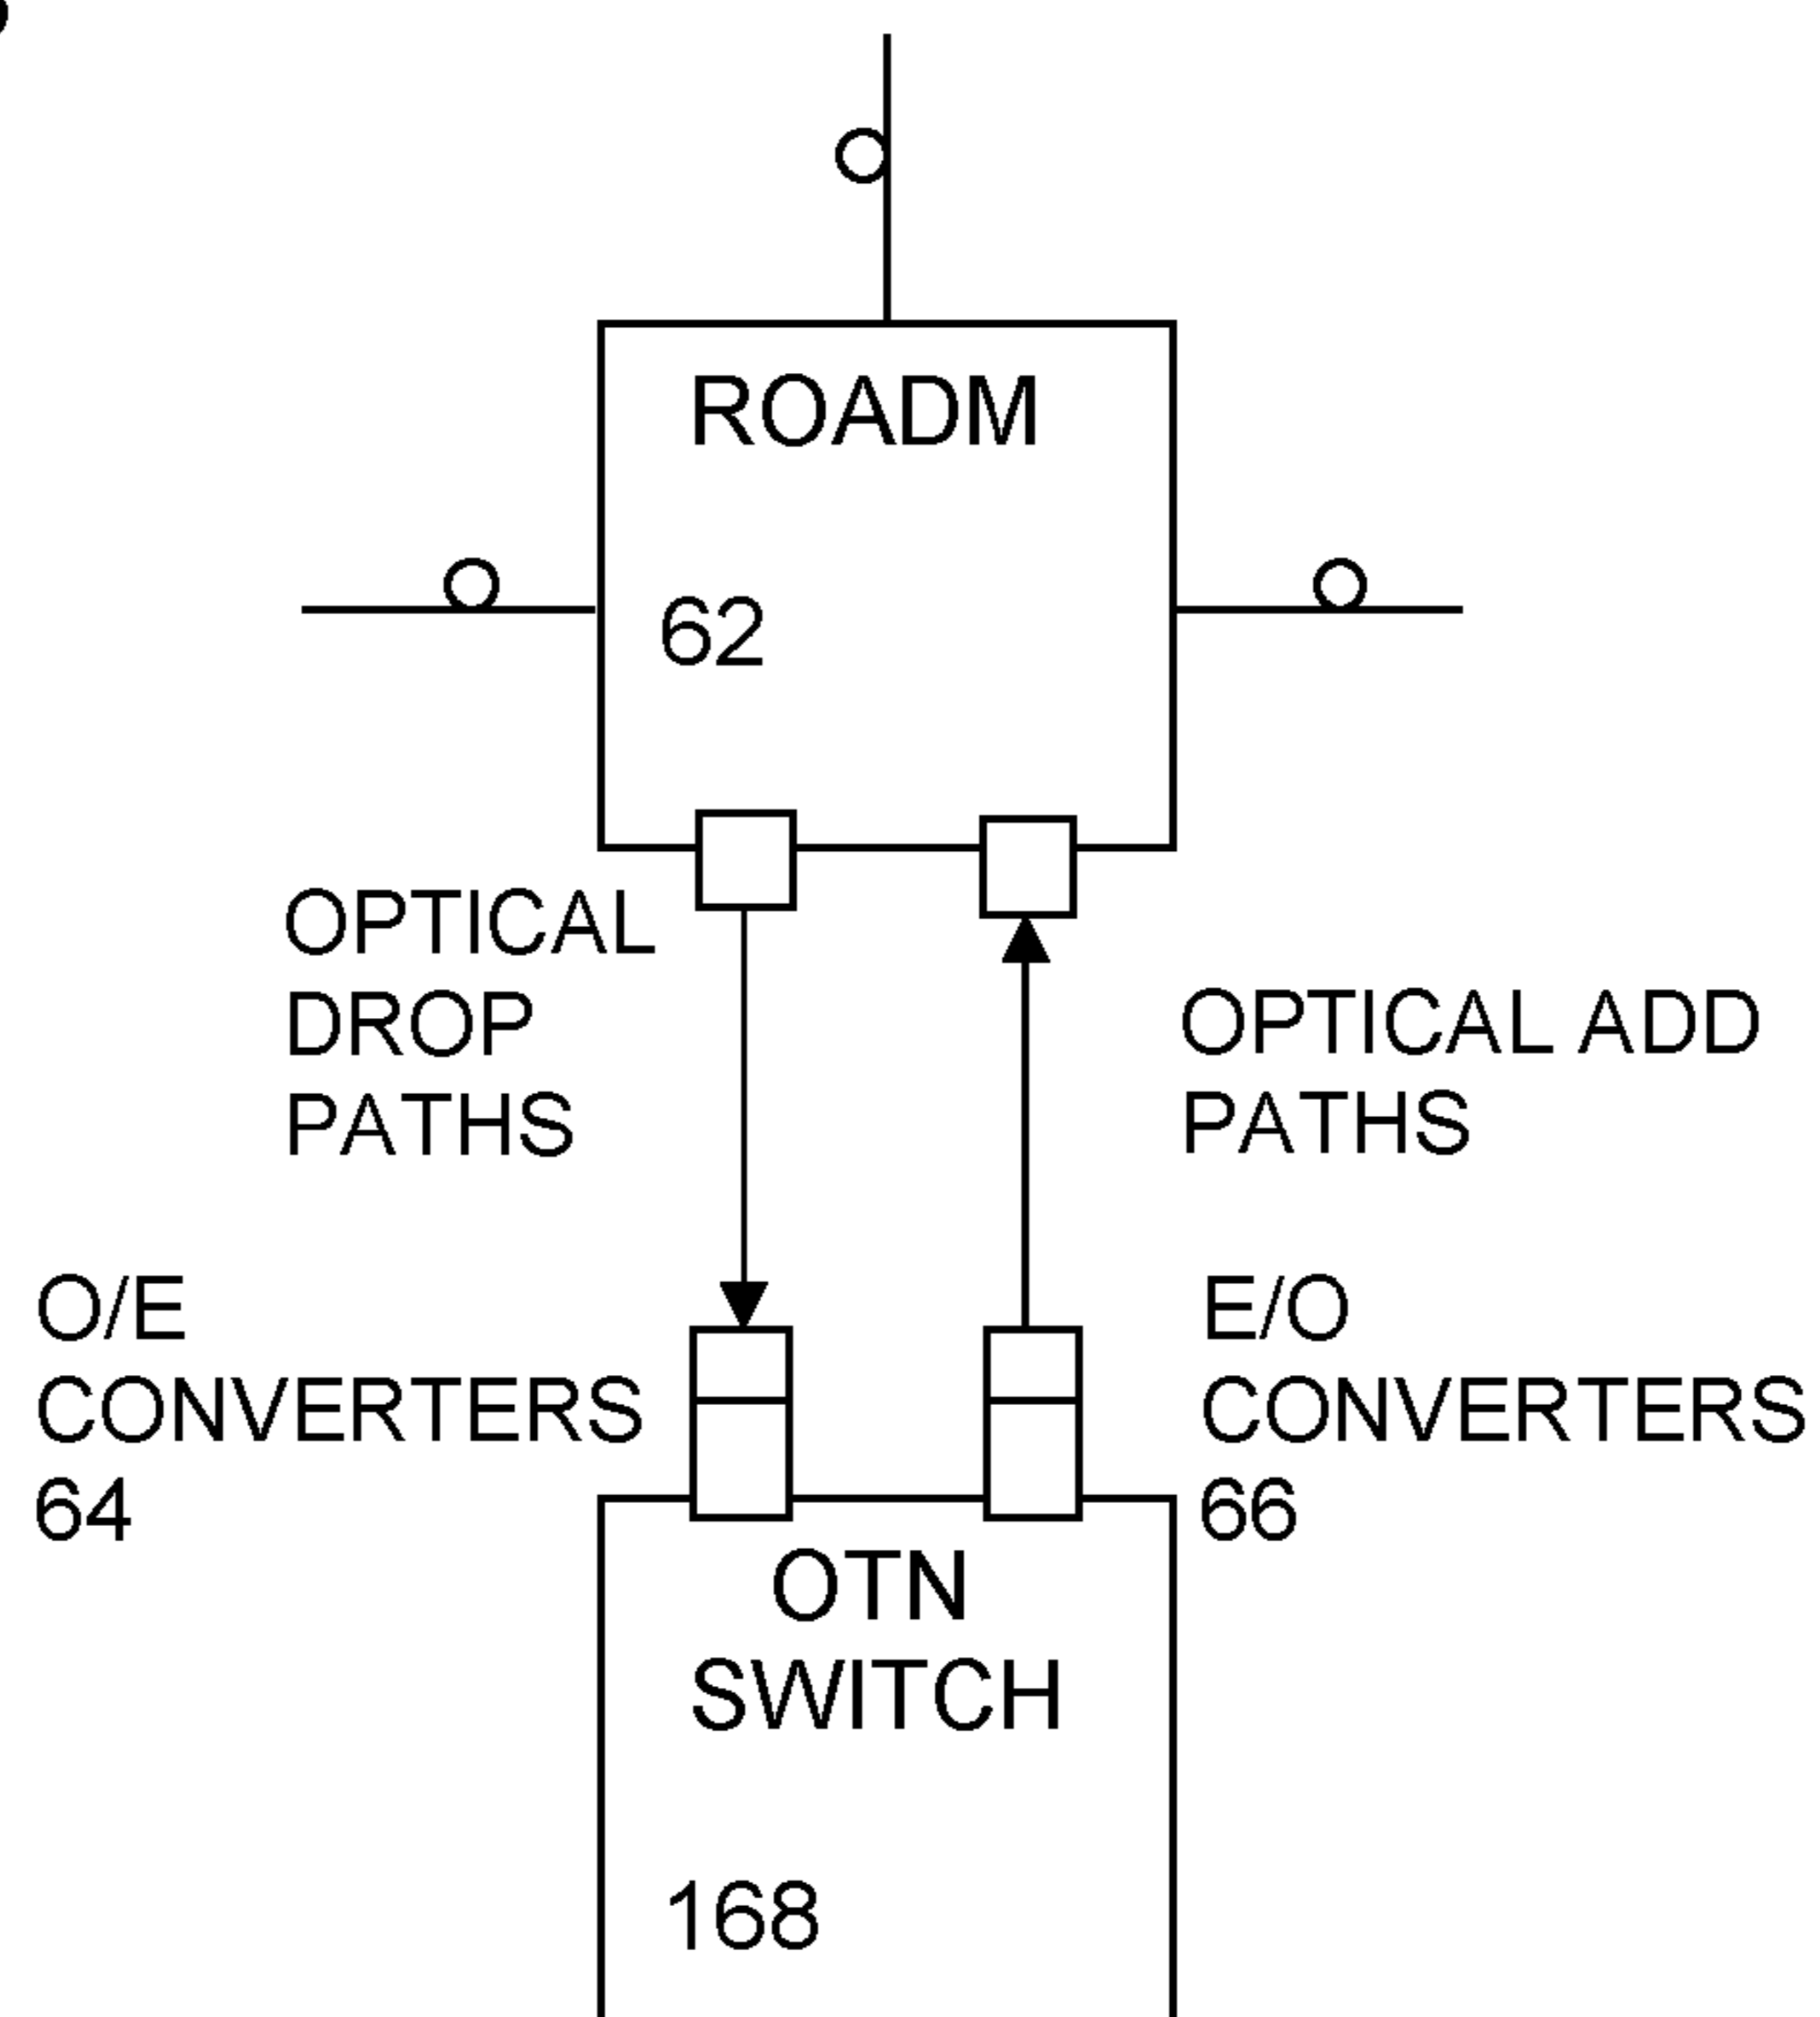 ROADM
62
OPTICAL
DROP
PATHS
OPTICAL ADD
PATHS
O/E
CONVERTERS
64
E/O
CONVERTERS
66
OTN
SWITCH
168